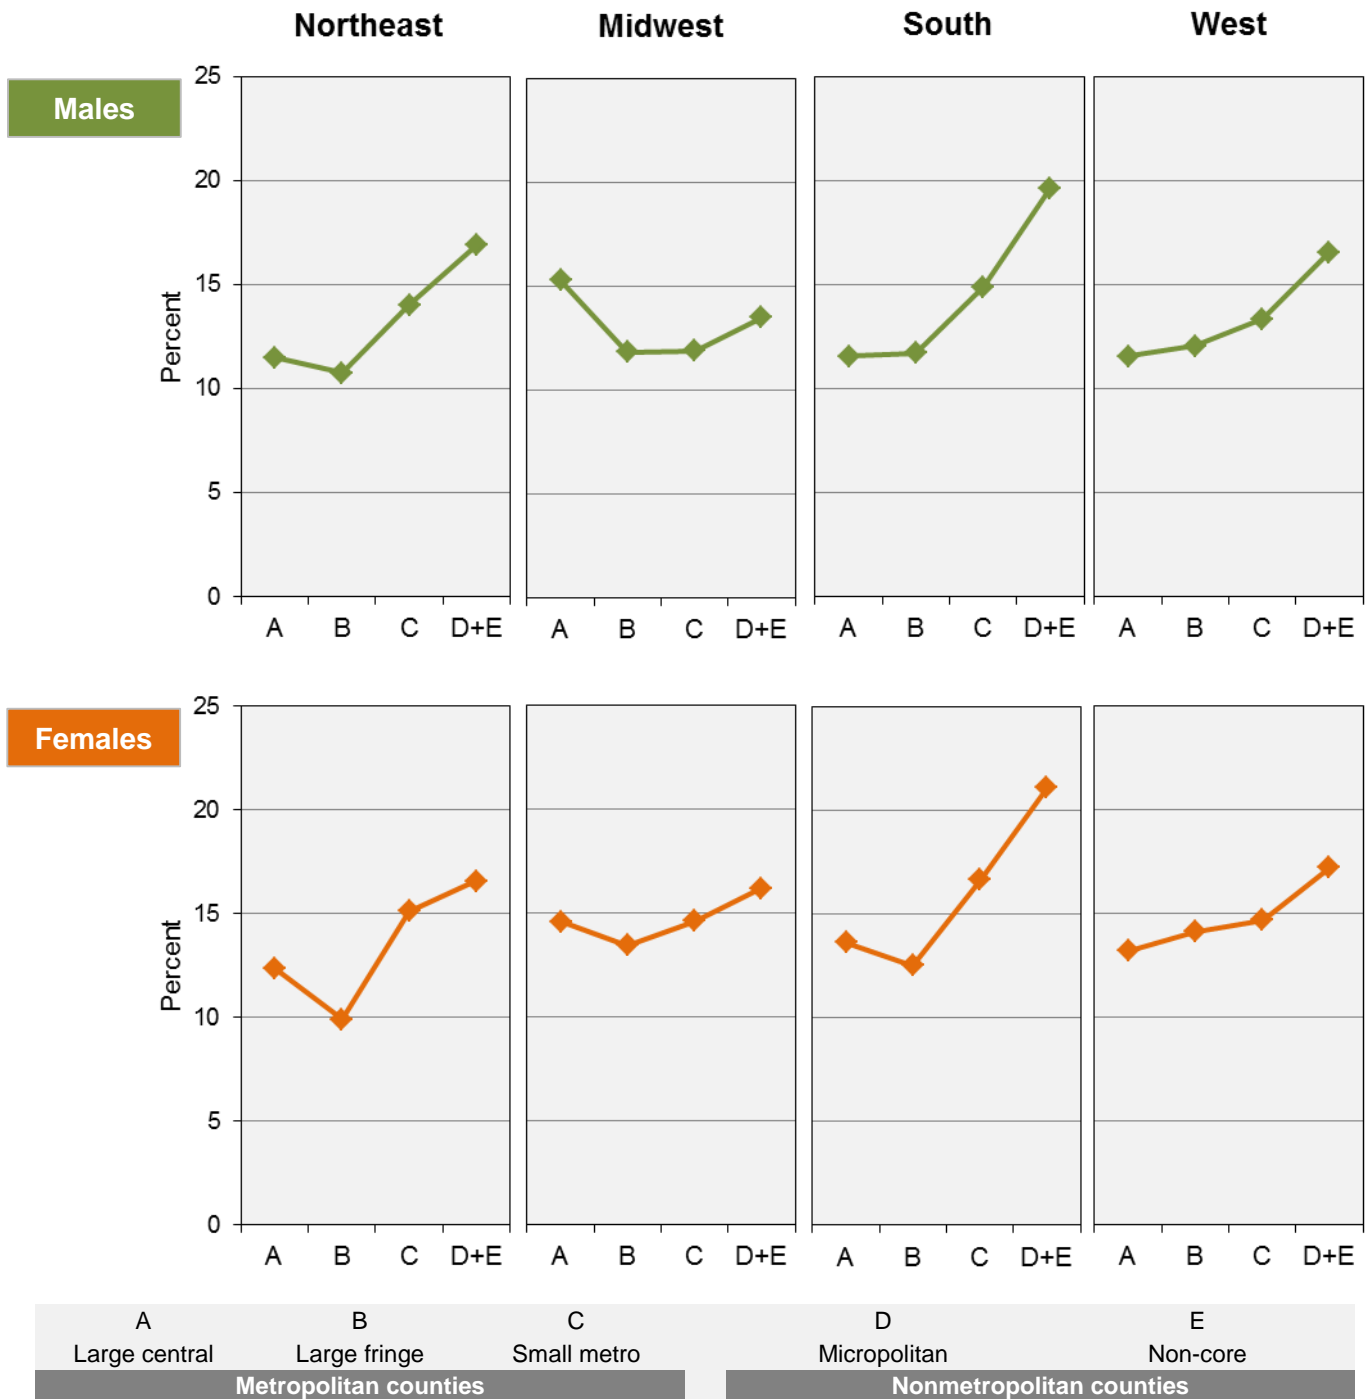 Northeast Midwest South West
Males
Percent
25
20
15
10
5
0
A B C D+E A B C D+E A B C D+E A B C D+E
Females
Percent
25
20
15
10
5
0
A B C D+E A B C D+E A B C D+E A B C D+E
A B C D E
Large central Large fringe Small metro Micropolitan Non-core
Metropolitan counties Nonmetropolitan counties